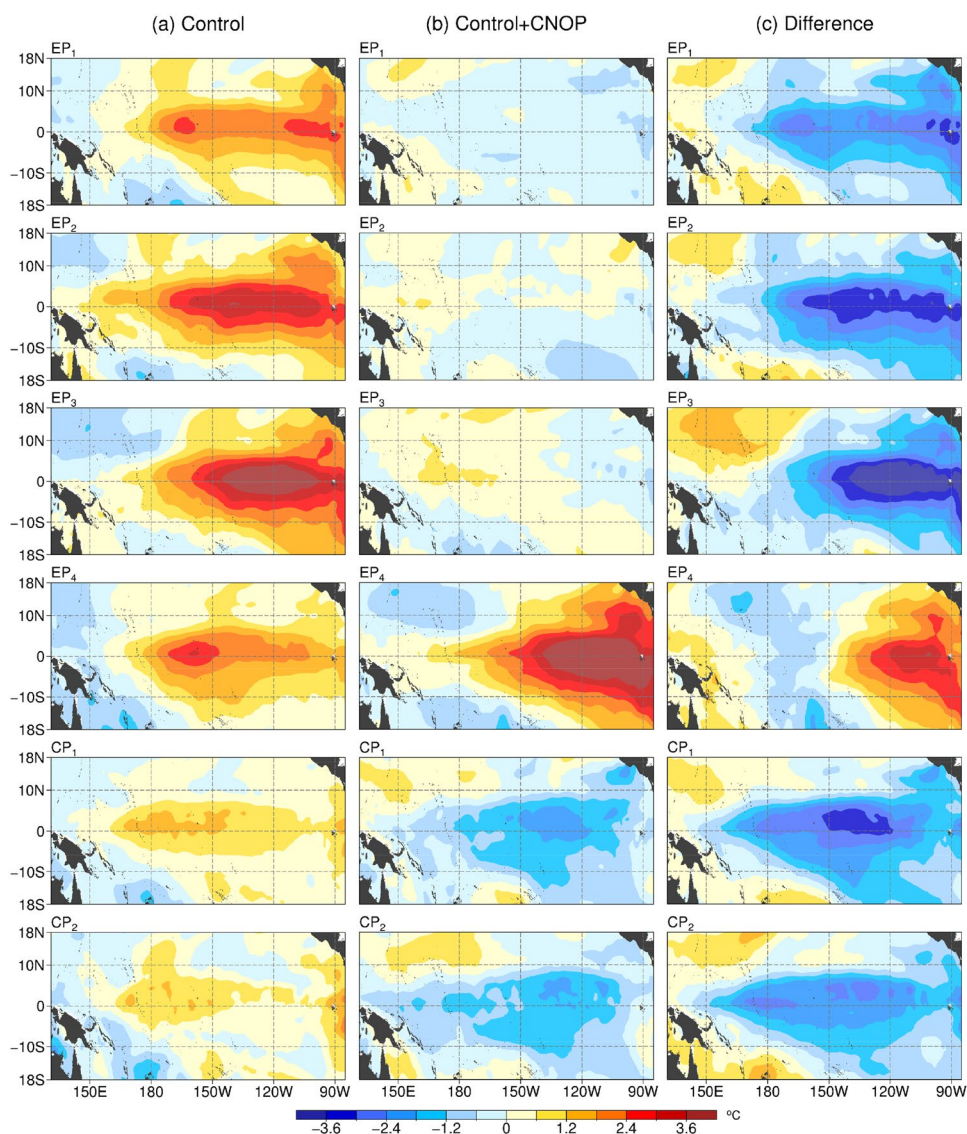 (a) Control (b) Control+CNOP (c) Difference
EP1 EP1 EP1
18N
10N
0
−10S
18S
EP2 EP2 EP2
18N
10N
0
−10S
18S
EP3 EP3 EP3
18N
10N
0
−10S
18S
EP4 EP4 EP4
18N
10N
0
−10S
18S
CP1 CP1 CP1
18N
10N
0
−10S
18S
CP2 CP2 CP2
18N
10N
0
−10S
18S
150E 180 150W 120W 90W 150E 180 150W 120W 90W 150E 180 150W 120W 90W
−3.6 −2.4 −1.2 0 1.2 2.4 3.6 ºC